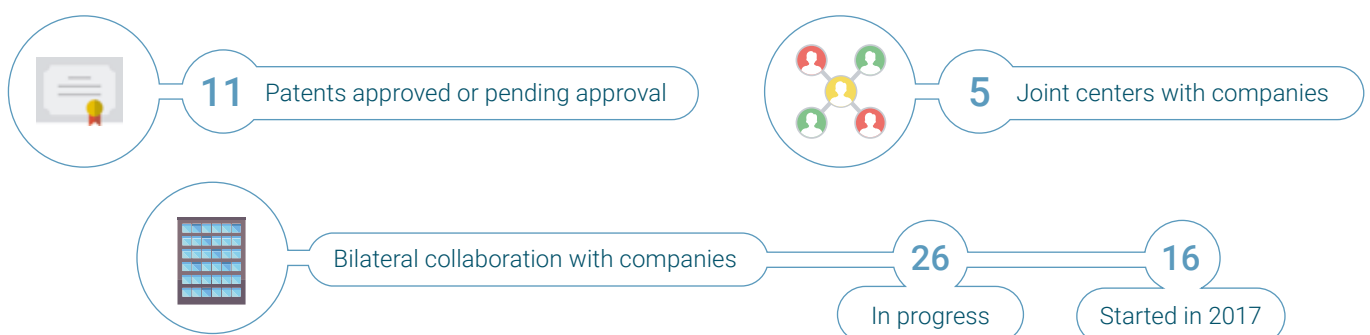 11 Patents approved or pending approval
5 Joint centers with companies
Bilateral collaboration with companies
26
In progress
16
Started in 2017